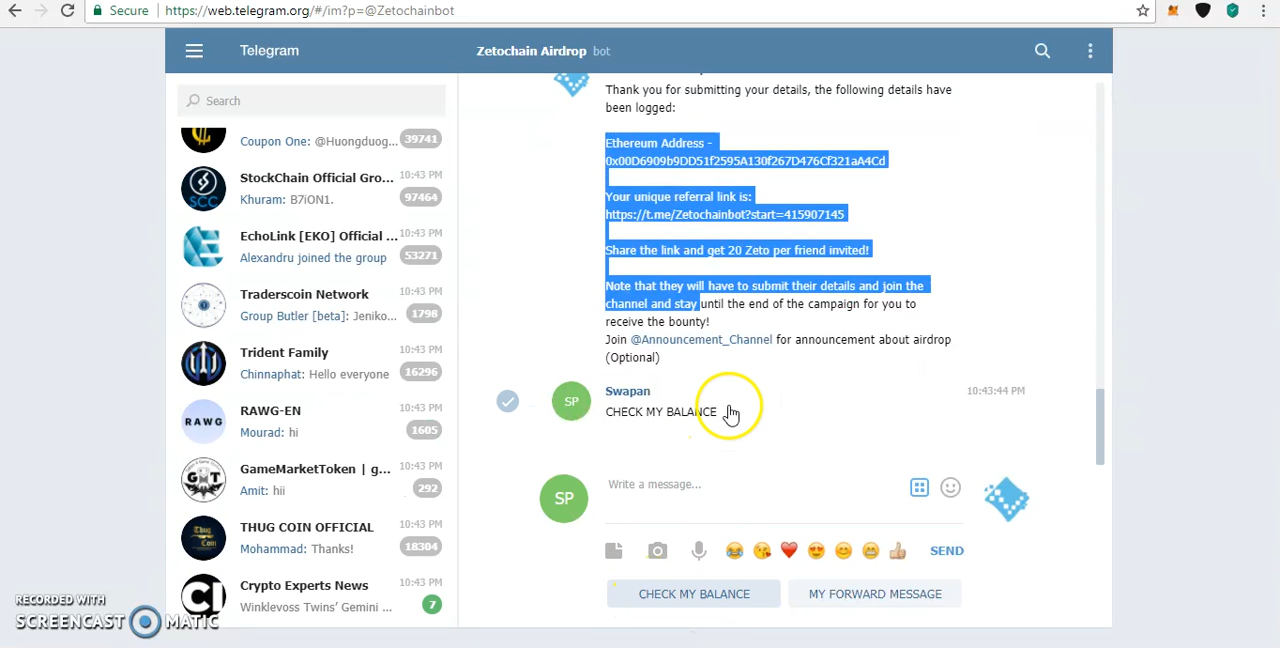 Secure https://web.telegram.org/#/im?p=@Zetochainbot
Telegram
Zetochain Airdrop bot
Search
Coupon One: @Huongduog... 39741
StockChain Official Gro... 10:43 PM
Khuram: B7iON1. 97464
SCC
EchoLink [EKO] Official ... 10:43 PM
Alexandru joined the group 53271
Traderscoin Network 10:43 PM
Group Butler [beta]: Jeniko... 1798
Trident Family 10:43 PM
Chinnaphat: Hello everyone 16296
RAWG-EN 10:43 PM
RAWG
Mourad: hi 1605
GameMarketToken | g... 10:43 PM
Amit: hii 292
THUG COIN OFFICIAL 10:43 PM
Mohammad: Thanks! 18304
Crypto Experts News 10:43 PM
Winklevoss Twins' Gemini ... 7
Thank you for submitting your details, the following details have
been logged:
Ethereum Address -
0x00D6909b9DD51f2595A130f267D476Cf321aA4Cd
Your unique referral link is:
https://t.me/Zetochainbot?start=415907145
Share the link and get 20 Zeto per friend invited!
Note that they will have to submit their details and join the
channel and stay until the end of the campaign for you to
receive the bounty!
Join @Announcement_Channel for announcement about airdrop
(Optional)
SP
Swapan 10:43:44 PM
CHECK MY BALANCE
SP
Write a message...
SEND
CHECK MY BALANCE
MY FORWARD MESSAGE
RECORDED WITH
SCREENCAST MATIC